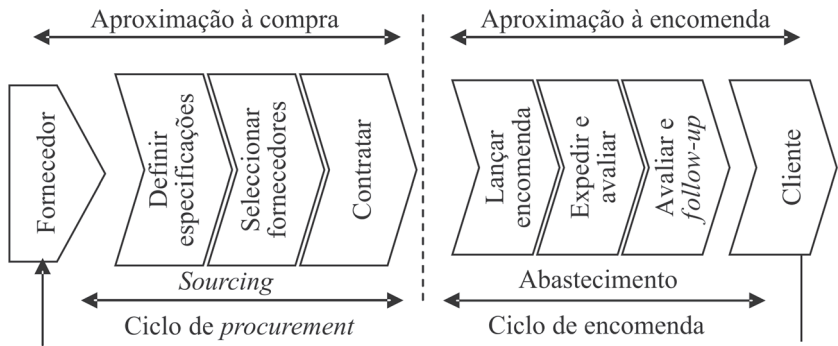 Aproximação à compra
Aproximação à encomenda
Fornecedor
Definir
especificações
Seleccionar
fornecedores
Contratar
Lançar
encomenda
Expedir e
avaliar
Avaliar e
follow-up
Cliente
Sourcing
Abastecimento
Ciclo de procurement
Ciclo de encomenda